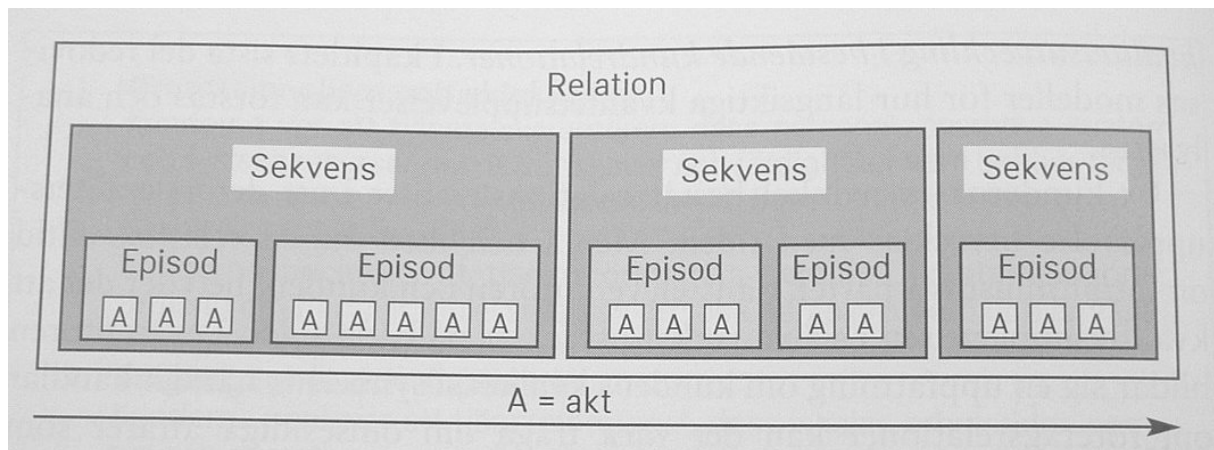 Relation
Sekvens Sekvens Sekvens
Episod Episod Episod Episod Episod
A A A A A A A A A A A A A A A A
A = akt